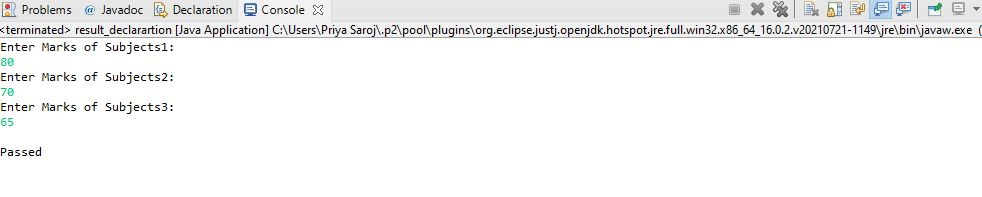 Problems @ Javadoc Declaration Console
<terminated> result_declarartion [Java Application] C:\Users\Priya Saroj\.p2\pool\plugins\org.eclipse.justj.openjdk.hotspot.jre.full.win32.x86_64_16.0.2.v20210721-1149\jre\bin\javaw.exe (
Enter Marks of Subjects1:
80
Enter Marks of Subjects2:
70
Enter Marks of Subjects3:
65
Passed